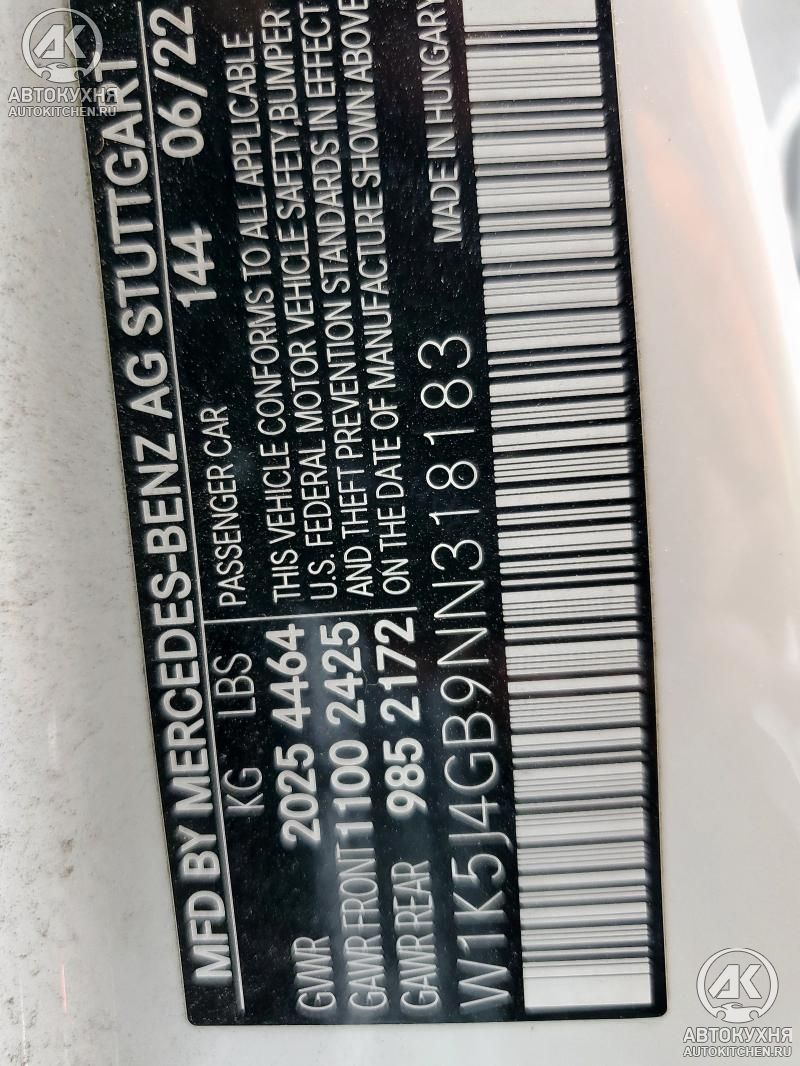 MFD BY MERCEDES-BENZ AG STUTTGART
144 06/22
KG LBS PASSENGER CAR
GVWR 2025 4464 THIS VEHICLE CONFORMS TO ALL APPLICABLE
GAWR FRONT 1100 2425 U.S. FEDERAL MOTOR VEHICLE SAFETY, BUMPER
GAWR REAR 985 2172 AND THEFT PREVENTION STANDARDS IN EFFECT
ON THE DATE OF MANUFACTURE SHOWN ABOVE
MADE IN HUNGARY
W1K5J4GB9NN318183
AK
АВТОКУХНЯ
AUTOKITCHEN.RU
AK
АВТОКУХНЯ
AUTOKITCHEN.RU